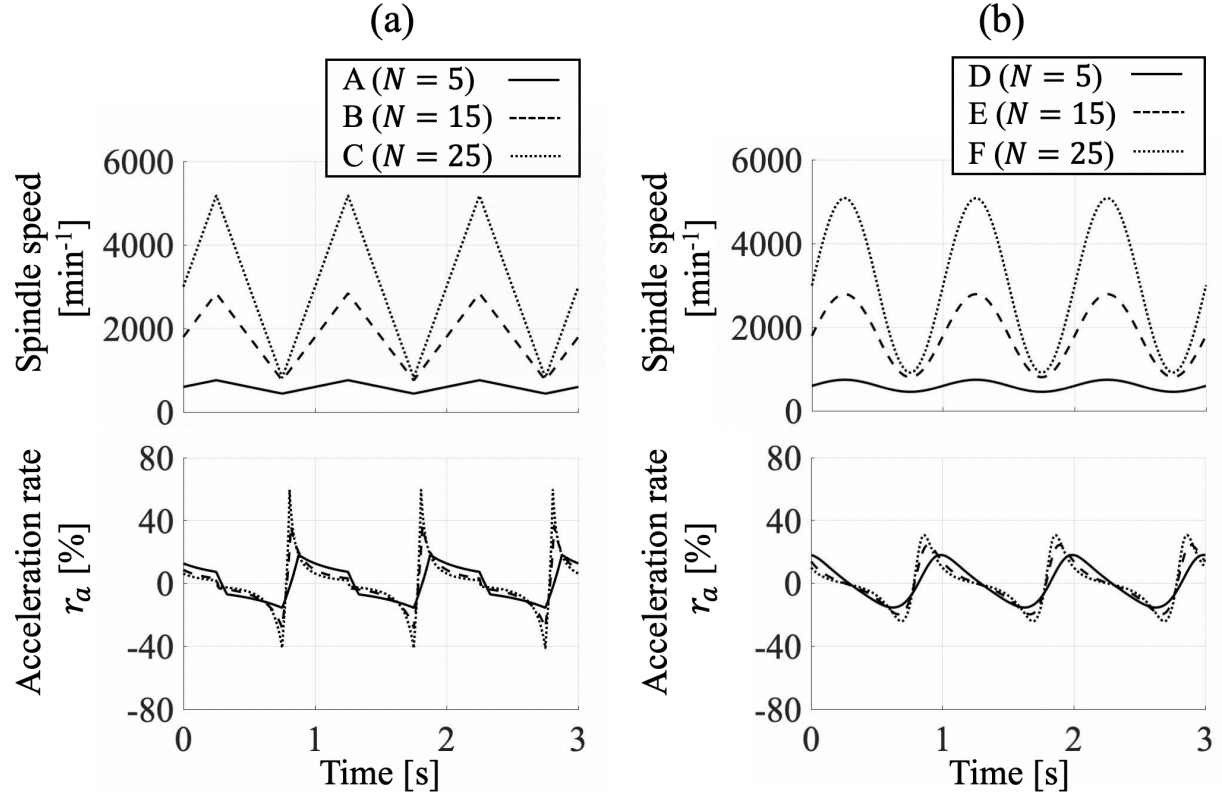 (a)
A (N = 5)
B (N = 15)
C (N = 25)
Spindle speed
[min⁻¹]
6000
4000
2000
0
Acceleration rate
rₐ [%]
80
40
0
-40
-80
0 1 2 3
Time [s]
(b)
D (N = 5)
E (N = 15)
F (N = 25)
Spindle speed
[min⁻¹]
6000
4000
2000
0
Acceleration rate
rₐ [%]
80
40
0
-40
-80
0 1 2 3
Time [s]